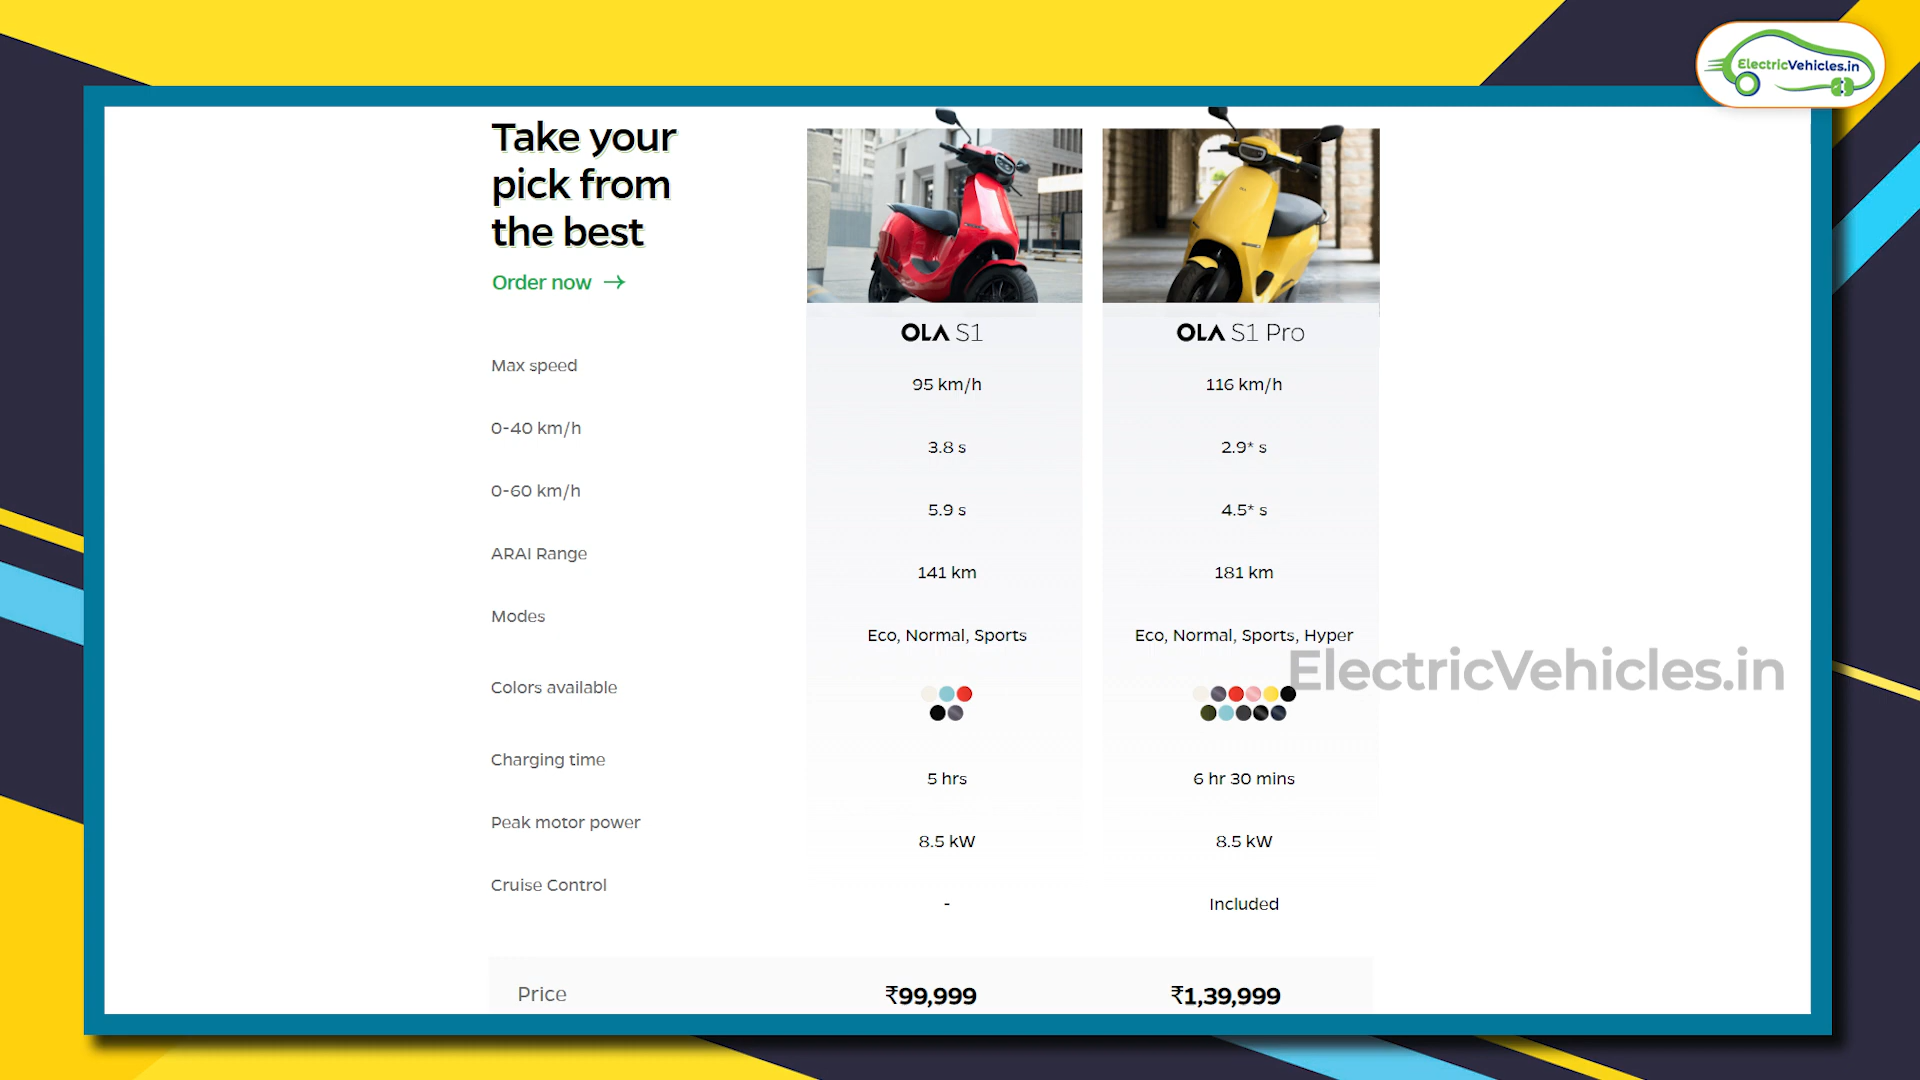 ElectricVehicles.in
Take your
pick from
the best
Order now →
OLA S1
OLA S1 Pro
Max speed
95 km/h
116 km/h
0-40 km/h
3.8 s
2.9* s
0-60 km/h
5.9 s
4.5* s
ARAI Range
141 km
181 km
Modes
Eco, Normal, Sports
Eco, Normal, Sports, Hyper
ElectricVehicles.in
Colors available
Charging time
5 hrs
6 hr 30 mins
Peak motor power
8.5 kW
8.5 kW
Cruise Control
-
Included
Price
₹99,999
₹1,39,999